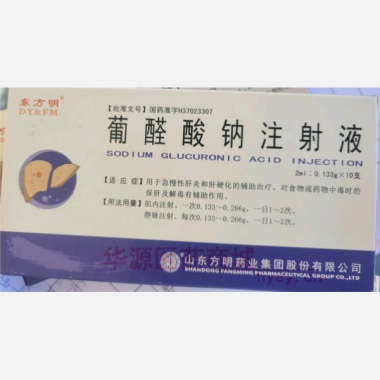 东方明®
DY&FM
【批准文号】国药准字H37023307
葡醛酸钠注射液
SODIUM GLUCURONIC ACID INJECTION
2ml：0.133g×10支
【适 应 症】用于急慢性肝炎和肝硬化的辅助治疗，对食物或药物中毒时的
保肝及解毒有辅助作用。
【用法用量】肌内注射，一次0.133~0.266g，一日1~2次。
静脉注射，每次0.133~0.266g，一日1~2次。
山东方明药业集团股份有限公司
SHANDONG FANGMING PHARMACEUTICAL GROUP CO.,LTD